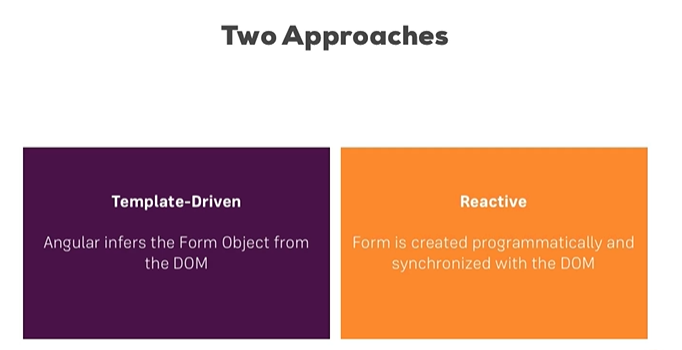 Two Approaches
Template-Driven
Angular infers the Form Object from
the DOM
Reactive
Form is created programmatically and
synchronized with the DOM